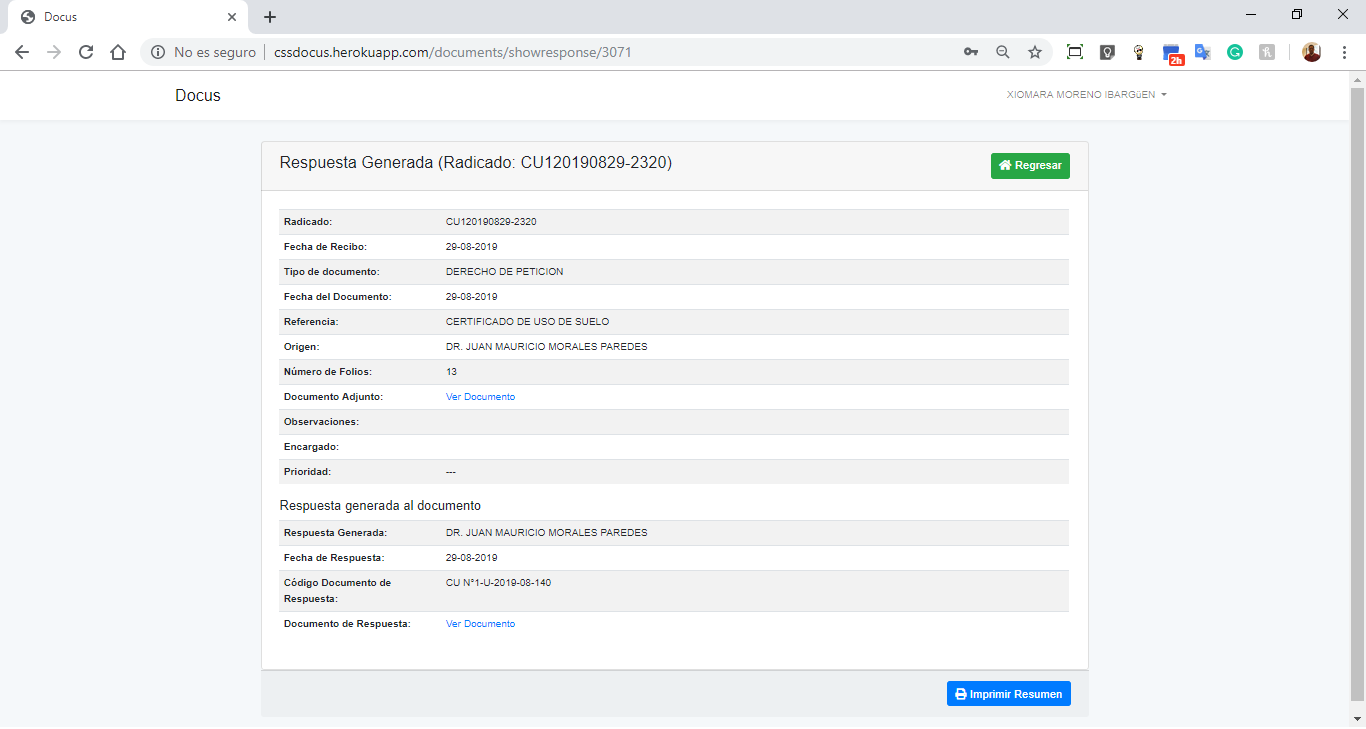 Docus
No es seguro | cssdocus.herokuapp.com/documents/showresponse/3071
2h
Docus
XIOMARA MORENO IBARGüEN
Respuesta Generada (Radicado: CU120190829-2320)
Regresar
Radicado: CU120190829-2320
Fecha de Recibo: 29-08-2019
Tipo de documento: DERECHO DE PETICION
Fecha del Documento: 29-08-2019
Referencia: CERTIFICADO DE USO DE SUELO
Origen: DR. JUAN MAURICIO MORALES PAREDES
Número de Folios: 13
Documento Adjunto: Ver Documento
Observaciones:
Encargado:
Prioridad: ---
Respuesta generada al documento
Respuesta Generada: DR. JUAN MAURICIO MORALES PAREDES
Fecha de Respuesta: 29-08-2019
Código Documento de CU N°1-U-2019-08-140
Respuesta:
Documento de Respuesta: Ver Documento
Imprimir Resumen